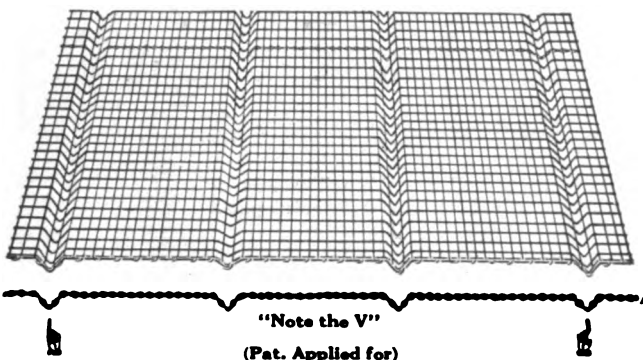 “Note the V”
(Pat. Applied for)